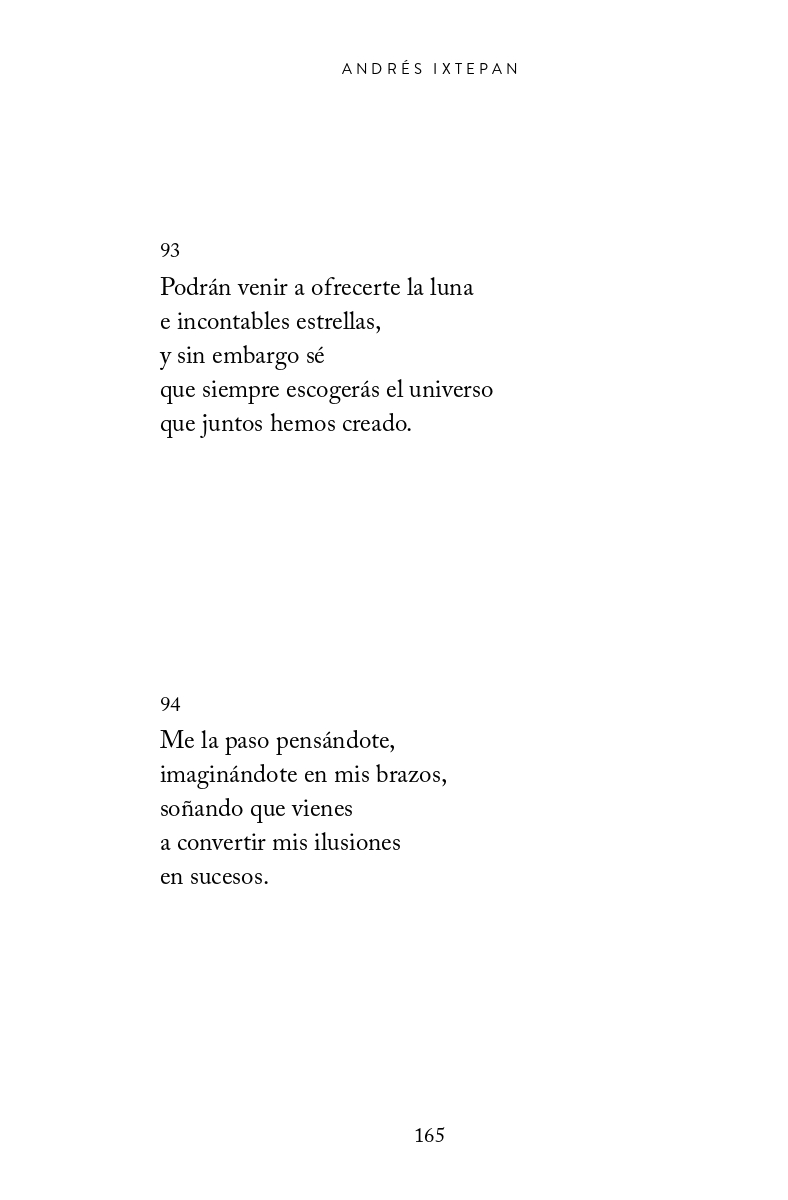 ANDRÉS IXTEPAN
93
Podrán venir a ofrecerte la luna
e incontables estrellas,
y sin embargo sé
que siempre escogerás el universo
que juntos hemos creado.
94
Me la paso pensándote,
imaginándote en mis brazos,
soñando que vienes
a convertir mis ilusiones
en sucesos.
165